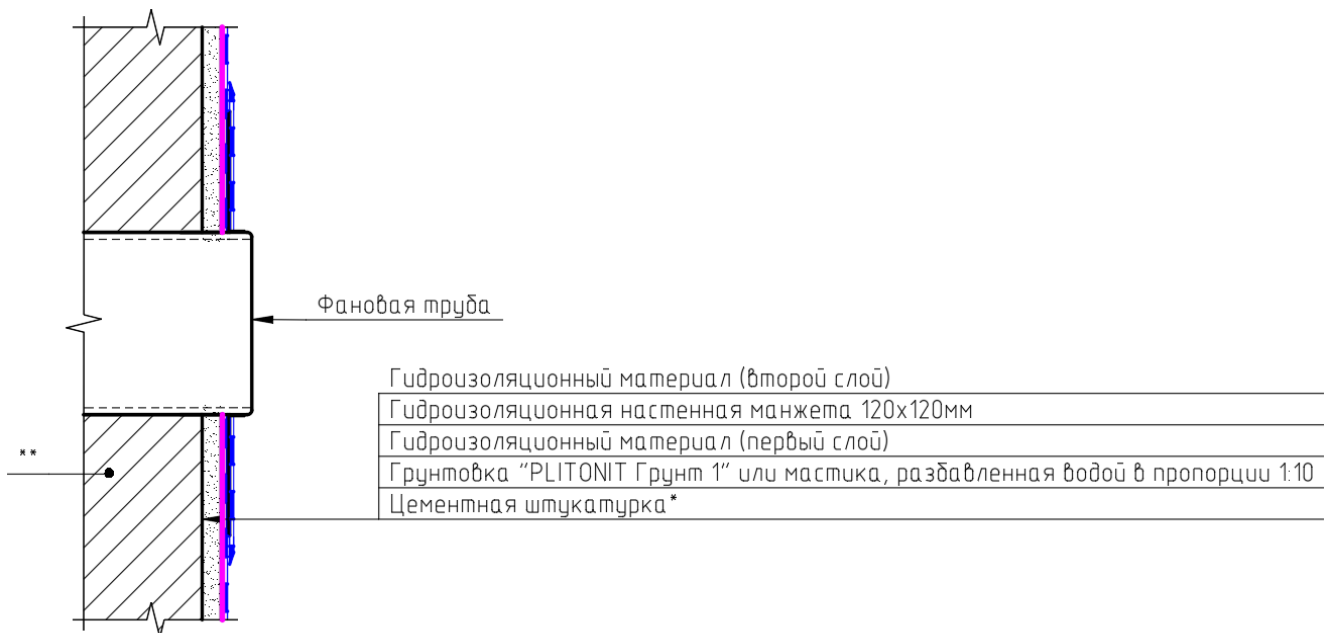 Фановая труба
Гидроизоляционный материал (второй слой)
Гидроизоляционная настенная манжета 120х120мм
Гидроизоляционный материал (первый слой)
Грунтовка “PLITONIT Грунт 1” или мастика, разбавленная водой в пропорции 1:10
Цементная штукатурка*
**